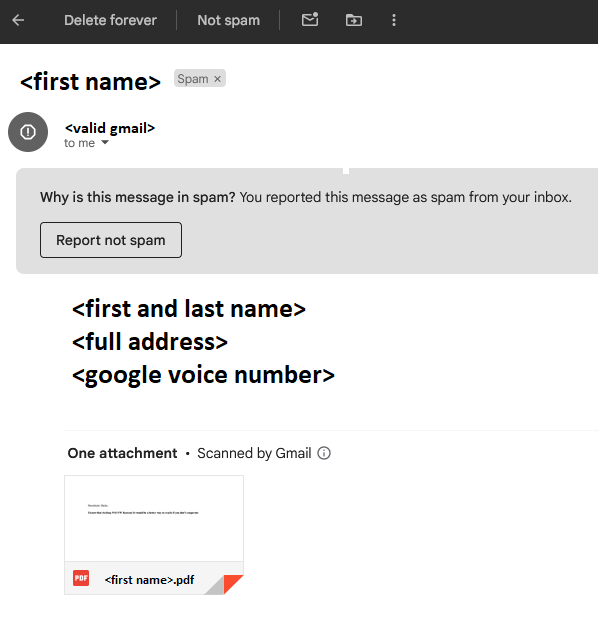 Delete forever
Not spam
<first name>
Spam ×
<valid gmail>
to me
Why is this message in spam? You reported this message as spam from your inbox.
Report not spam
<first and last name>
<full address>
<google voice number>
One attachment • Scanned by Gmail
PDF
<first name>.pdf